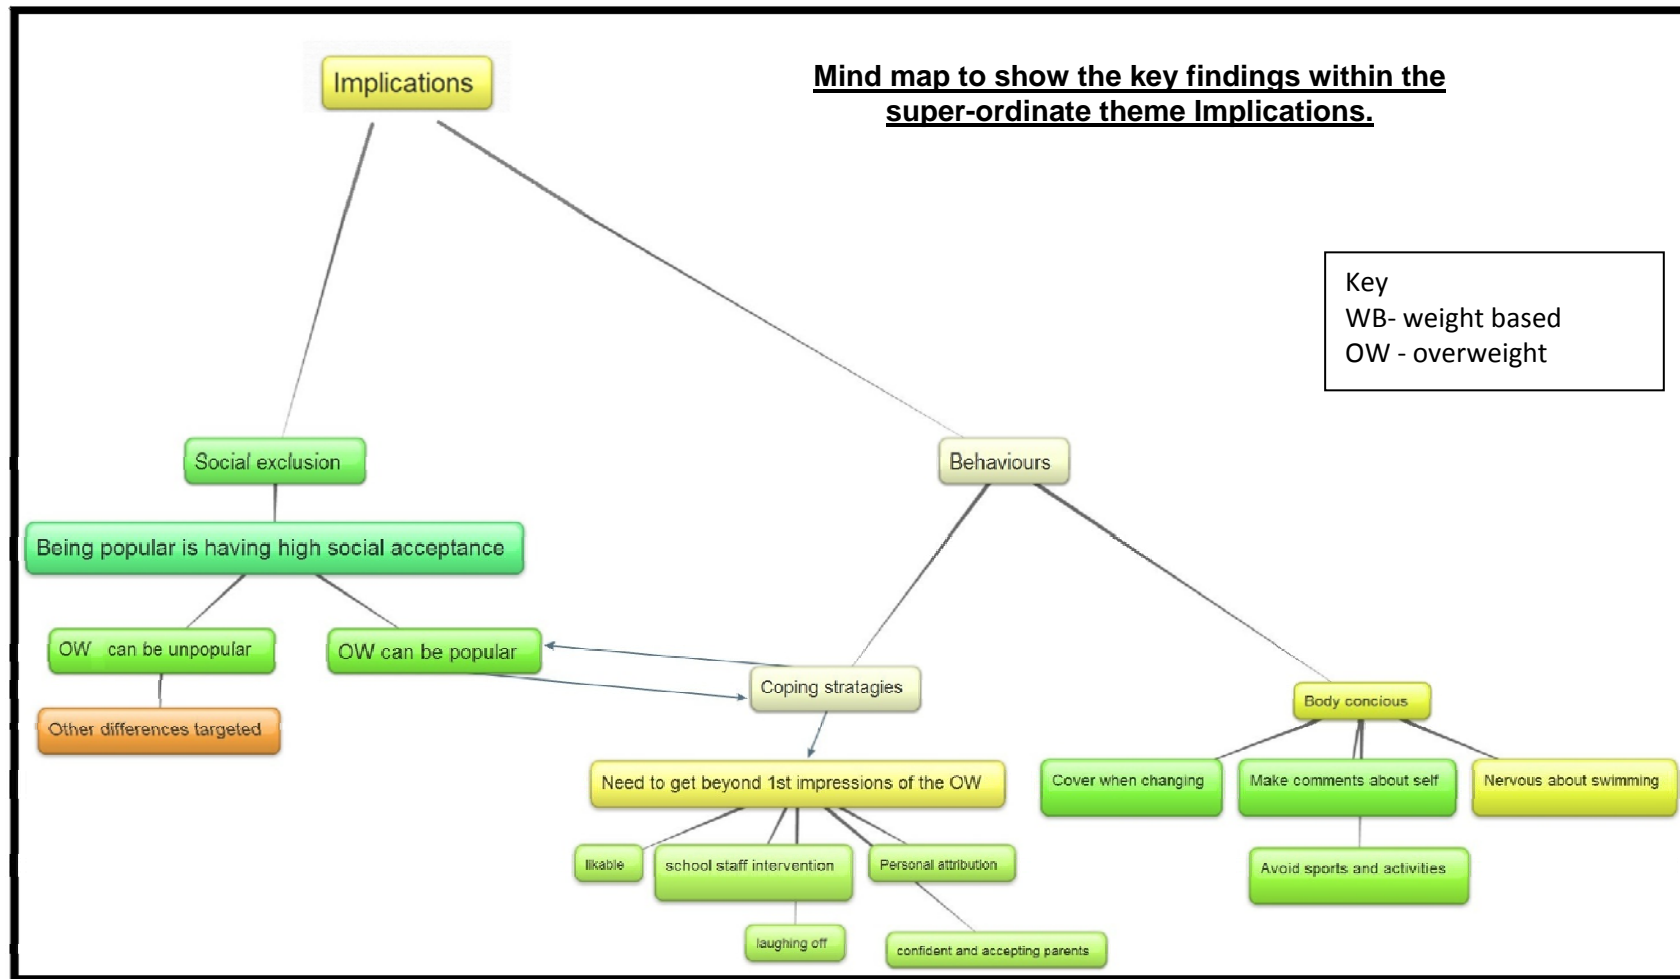 Implications
Mind map to show the key findings within the
super-ordinate theme Implications.
Key
WB- weight based
OW - overweight
Social exclusion
Behaviours
Being popular is having high social acceptance
OW can be unpopular
OW can be popular
Coping stratagies
Body concious
Other differences targeted
Need to get beyond 1st impressions of the OW
Cover when changing
Make comments about self
Nervous about swimming
likable
school staff intervention
Personal attribution
Avoid sports and activities
laughing off
confident and accepting parents